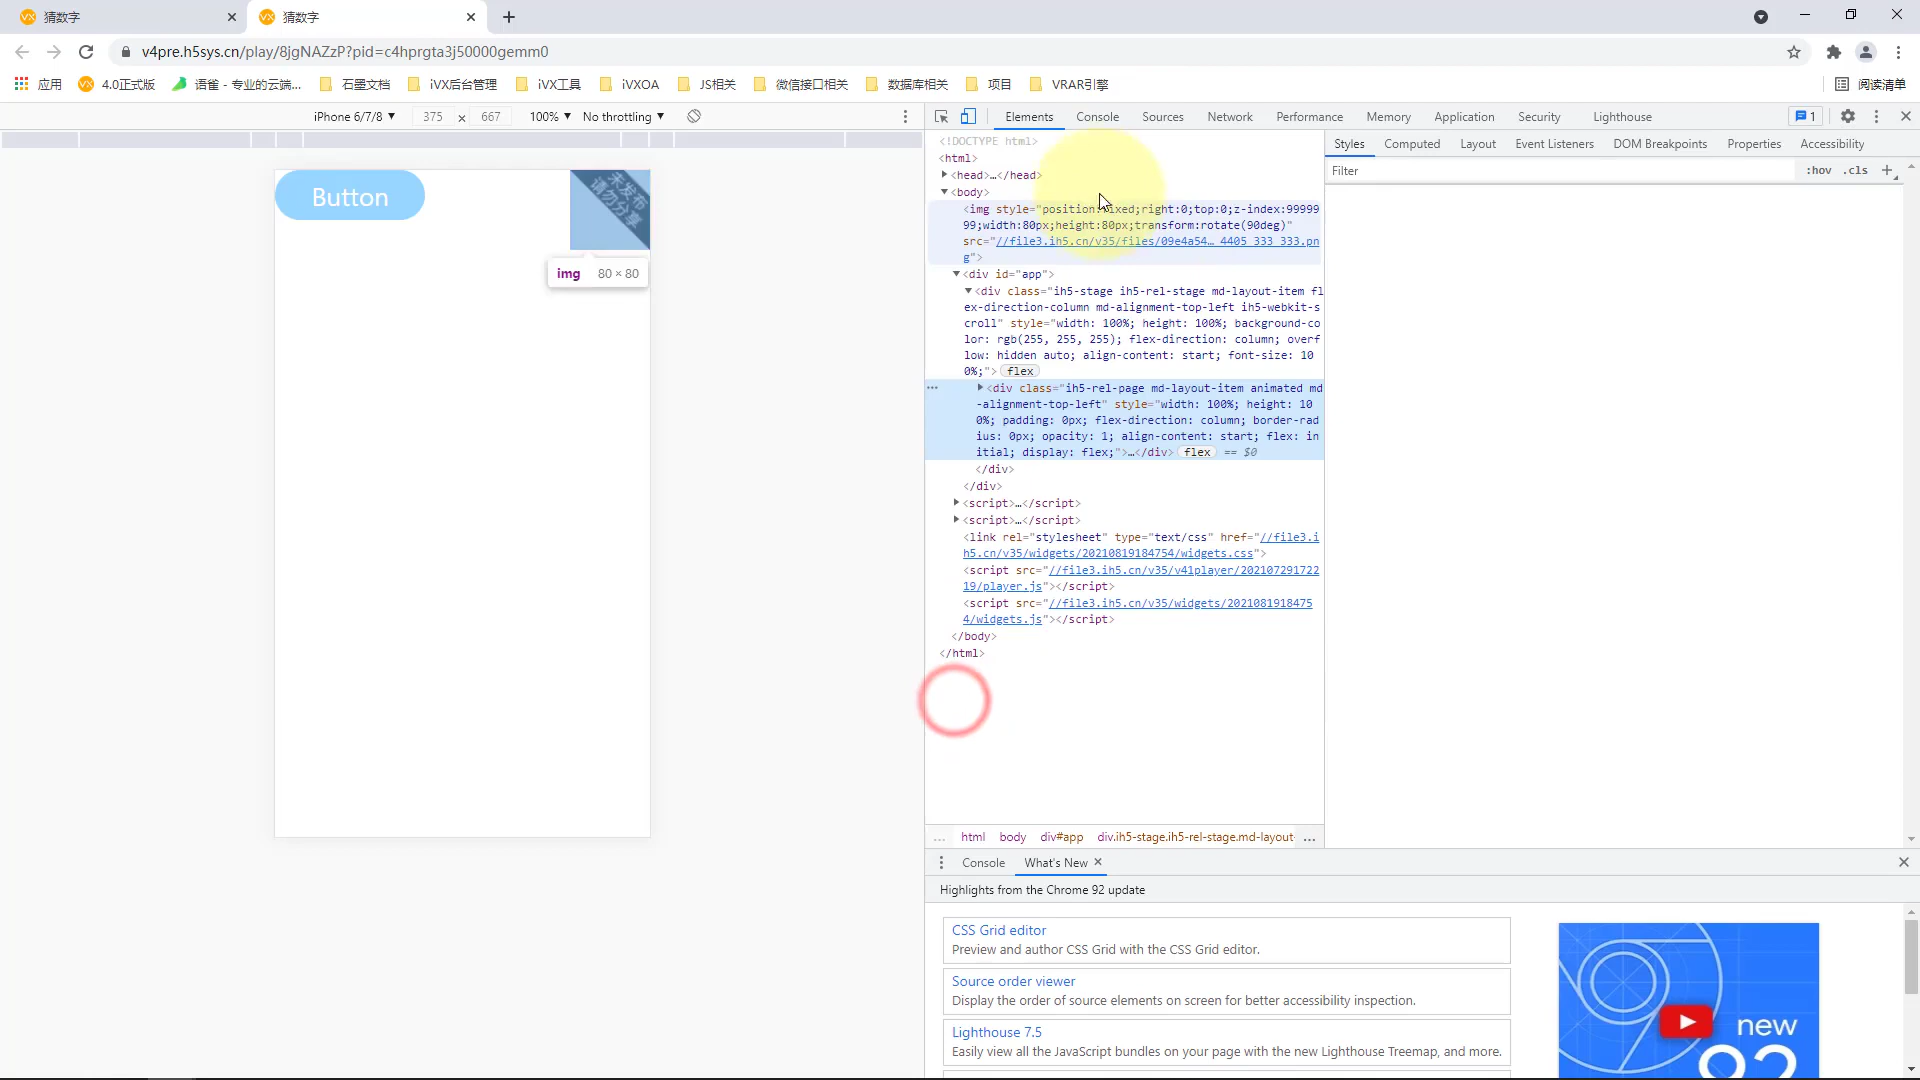 猜数字
猜数字
v4pre.h5sys.cn/play/8jgNAZzP?pid=c4hprgta3j50000gemm0
应用 4.0正式版 语雀 - 专业的云端... 石墨文档 iVX后台管理 iVX工具 iVXOA JS相关 微信接口相关 数据库相关 项目 VRAR引擎 阅读清单
iPhone 6/7/8 ▼ 375 x 667 100% ▼ No throttling ▼
Button
未发布
请勿分享
img 80 × 80
Elements Console Sources Network Performance Memory Application Security Lighthouse 1
<!DOCTYPE html>
<html>
<head>…</head>
<body>
<img style="position:fixed;right:0;top:0;z-index:99999
99;width:80px;height:80px;transform:rotate(90deg)"
src="//file3.ih5.cn/v35/files/09e4a54… 4405_333_333.pn
g">
<div id="app">
<div class="ih5-stage ih5-rel-stage md-layout-item fl
ex-direction-column md-alignment-top-left ih5-webkit-s
croll" style="width: 100%; height: 100%; background-co
lor: rgb(255, 255, 255); flex-direction: column; overf
low: hidden auto; align-content: start; font-size: 10
0%;"> flex
<div class="ih5-rel-page md-layout-item animated md
-alignment-top-left" style="width: 100%; height: 10
0%; padding: 0px; flex-direction: column; border-rad
ius: 0px; opacity: 1; align-content: start; flex: in
itial; display: flex;">…</div> flex == $0
</div>
</div>
<script>…</script>
<script>…</script>
<link rel="stylesheet" type="text/css" href="//file3.i
h5.cn/v35/widgets/20210819184754/widgets.css">
<script src="//file3.ih5.cn/v35/v41player/202107291722
19/player.js"></script>
<script src="//file3.ih5.cn/v35/widgets/2021081918475
4/widgets.js"></script>
</body>
</html>
... html body div#app div.ih5-stage.ih5-rel-stage.md-layout- ...
Styles Computed Layout Event Listeners DOM Breakpoints Properties Accessibility
Filter :hov .cls +
Console What's New ×
Highlights from the Chrome 92 update
CSS Grid editor
Preview and author CSS Grid with the CSS Grid editor.
Source order viewer
Display the order of source elements on screen for better accessibility inspection.
Lighthouse 7.5
Easily view all the JavaScript bundles on your page with the new Lighthouse Treemap, and more.
new
92